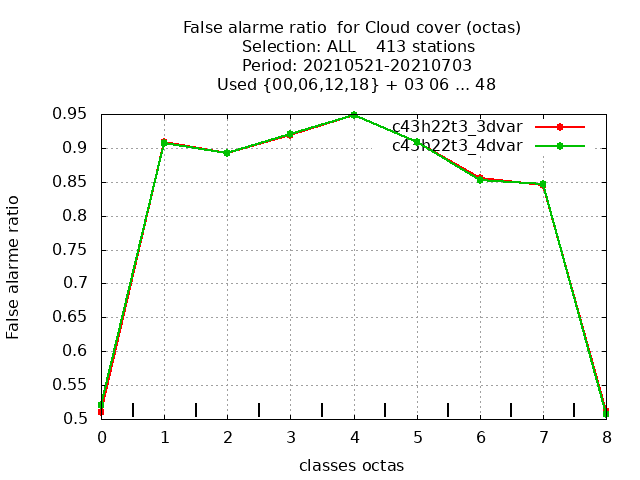 False alarme ratio  for Cloud cover (octas)
Selection: ALL    413 stations
Period: 20210521-20210703
Used {00,06,12,18} + 03 06 ... 48
c43h22t3_3dvar
c43h22t3_4dvar
0.95
0.9
0.85
0.8
0.75
0.7
0.65
0.6
0.55
0.5
False alarme ratio
0 1 2 3 4 5 6 7 8
classes octas